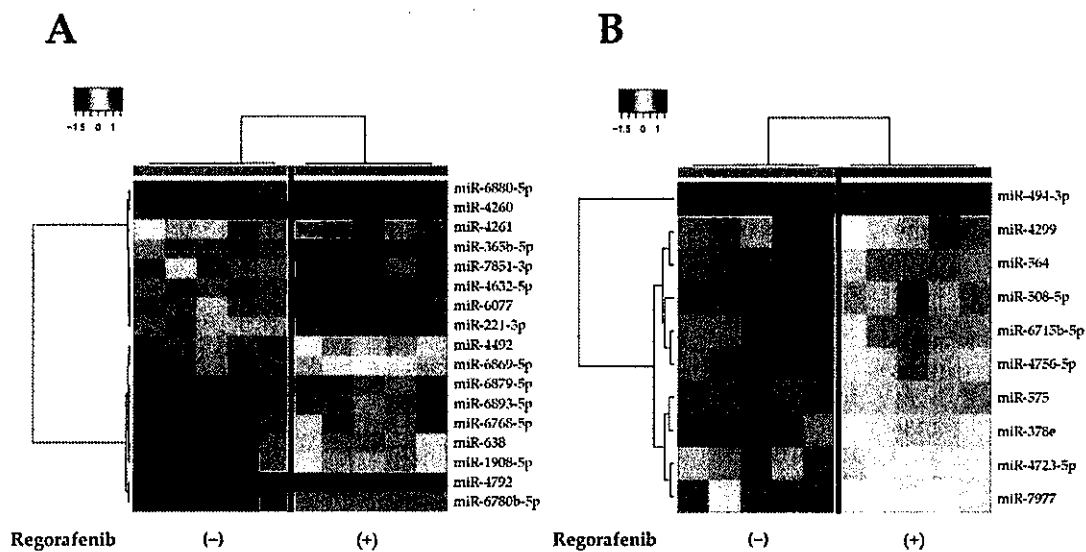 A
B
-1.5 0 1
-1.5 0 1
miR-6880-5p
miR-4260
miR-4261
miR-365b-5p
miR-7851-3p
miR-4632-5p
miR-6077
miR-221-3p
miR-4492
miR-6869-5p
miR-6879-5p
miR-6893-5p
miR-6768-5p
miR-638
miR-1908-5p
miR-4792
miR-6780b-5p
Regorafenib (−) (+)
miR-494-3p
miR-4299
miR-564
miR-508-5p
miR-6715b-5p
miR-4756-5p
miR-575
miR-378e
miR-4723-5p
miR-7977
Regorafenib (−) (+)